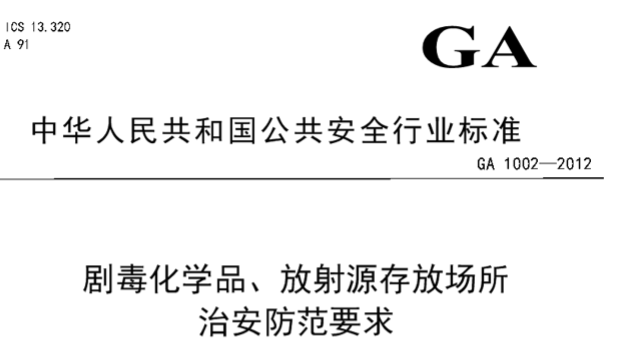 ICS 13.320
A 91
GA
中华人民共和国公共安全行业标准
GA 1002—2012
剧毒化学品、放射源存放场所
治安防范要求